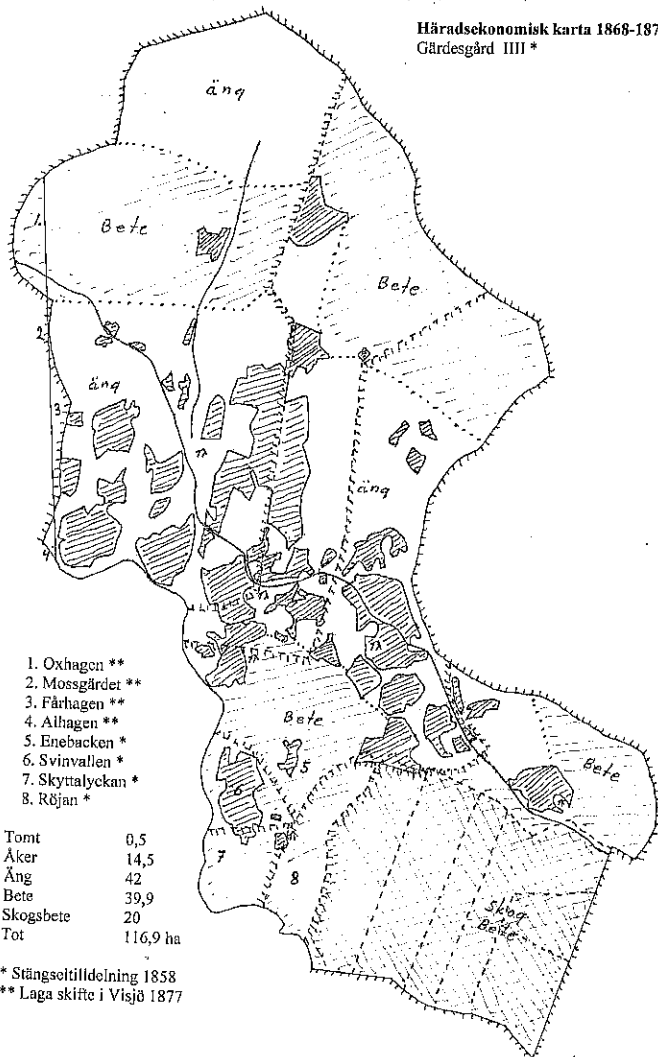 Häradsekonomisk karta 1868-187
Gärdesgård IIII *
äng
Bete
1.
Bete
2.
äng
3
äng
4
1. Oxhagen **
2. Mossgärdet **
3. Fårhagen **
4. Alhagen **
5. Enebacken *
6. Svinvallen *
7. Skyttalyckan *
8. Röjan *
Bete
5
Bete
6
7
8
Skog
Bete
Tomt 0,5
Åker 14,5
Äng 42
Bete 39,9
Skogsbete 20
Tot 116,9 ha
* Stängseltilldelning 1858
** Laga skifte i Visjö 1877